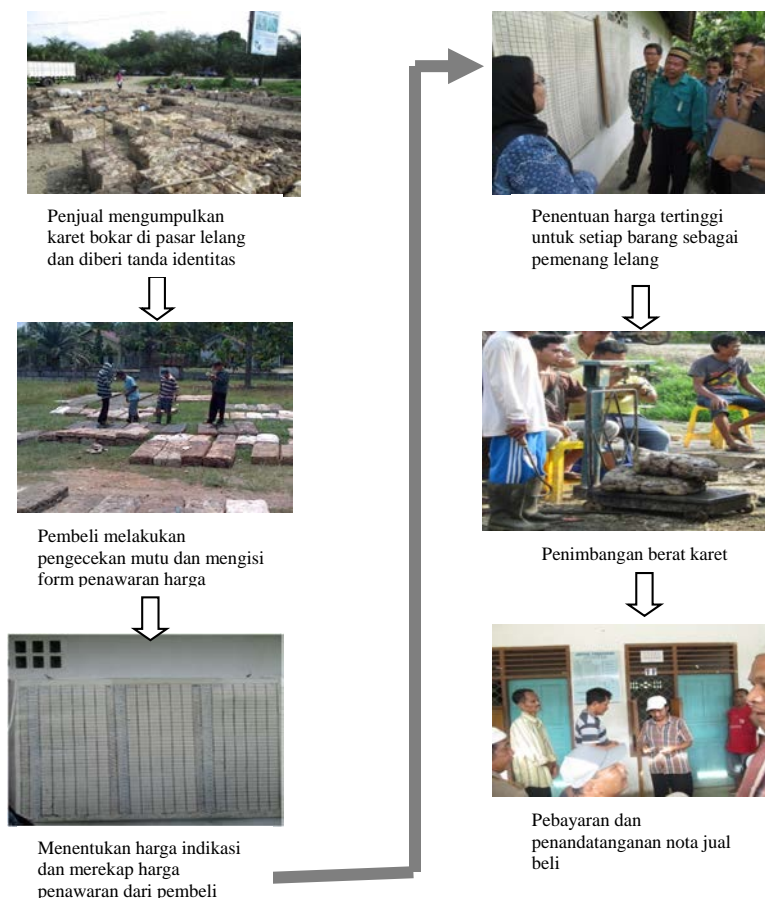 Penjual mengumpulkan
karet bokar di pasar lelang
dan diberi tanda identitas
Pembeli melakukan
pengecekan mutu dan mengisi
form penawaran harga
Menentukan harga indikasi
dan merekap harga
penawaran dari pembeli
Penentuan harga tertinggi
untuk setiap barang sebagai
pemenang lelang
Penimbangan berat karet
Pebayaran dan
penandatanganan nota jual
beli